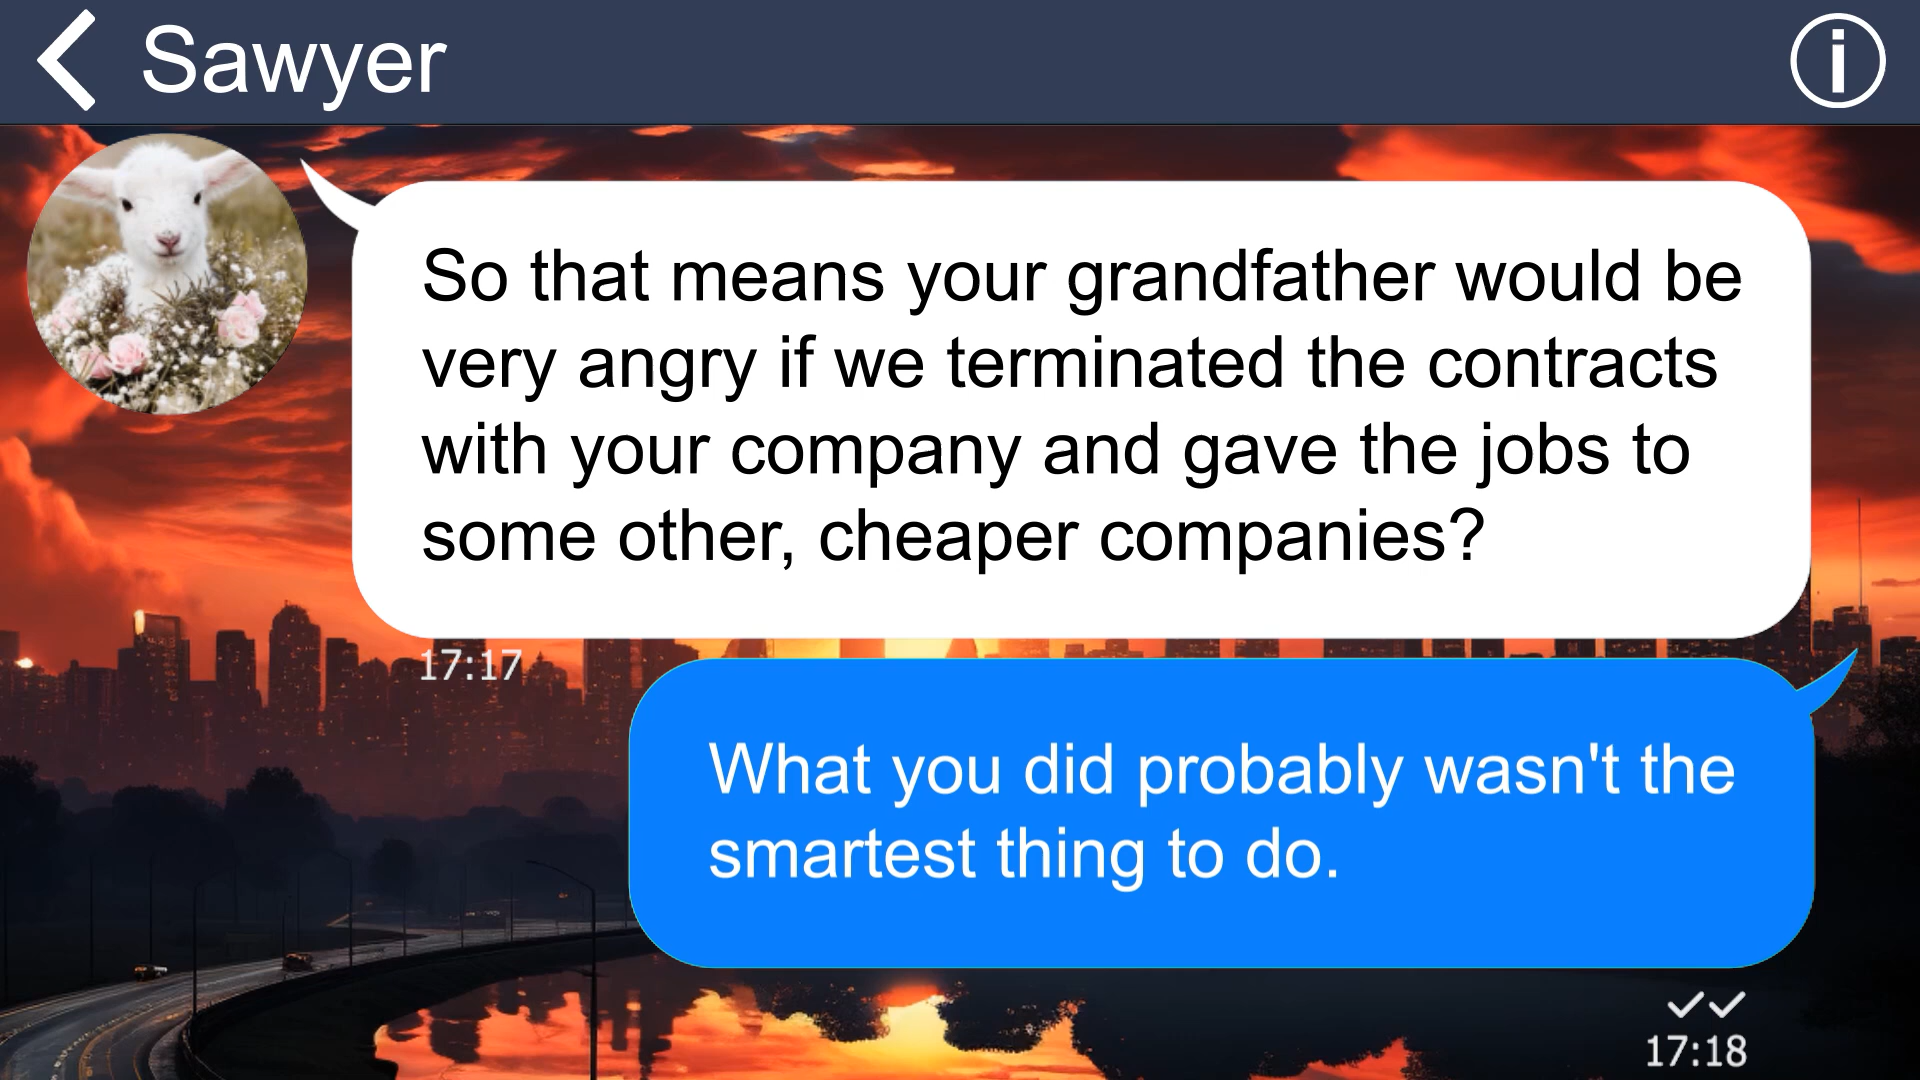 Sawyer
So that means your grandfather would be
very angry if we terminated the contracts
with your company and gave the jobs to
some other, cheaper companies?
17:17
What you did probably wasn't the
smartest thing to do.
17:18